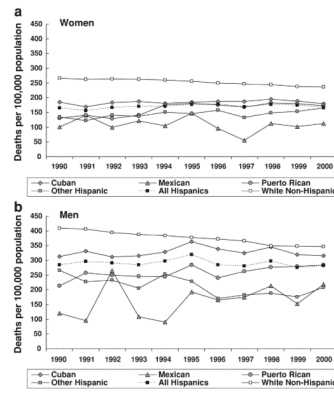 a
Women
Deaths per 100,000 population
450
400
350
300
250
200
150
100
50
0
1990 1991 1992 1993 1994 1995 1996 1997 1998 1999 2000
Cuban Mexican Puerto Rican
Other Hispanic All Hispanics White Non-Hispanic
b
Men
Deaths per 100,000 population
450
400
350
300
250
200
150
100
50
0
1990 1991 1992 1993 1994 1995 1996 1997 1998 1999 2000
Cuban Mexican Puerto Rican
Other Hispanic All Hispanics White Non-Hispanic